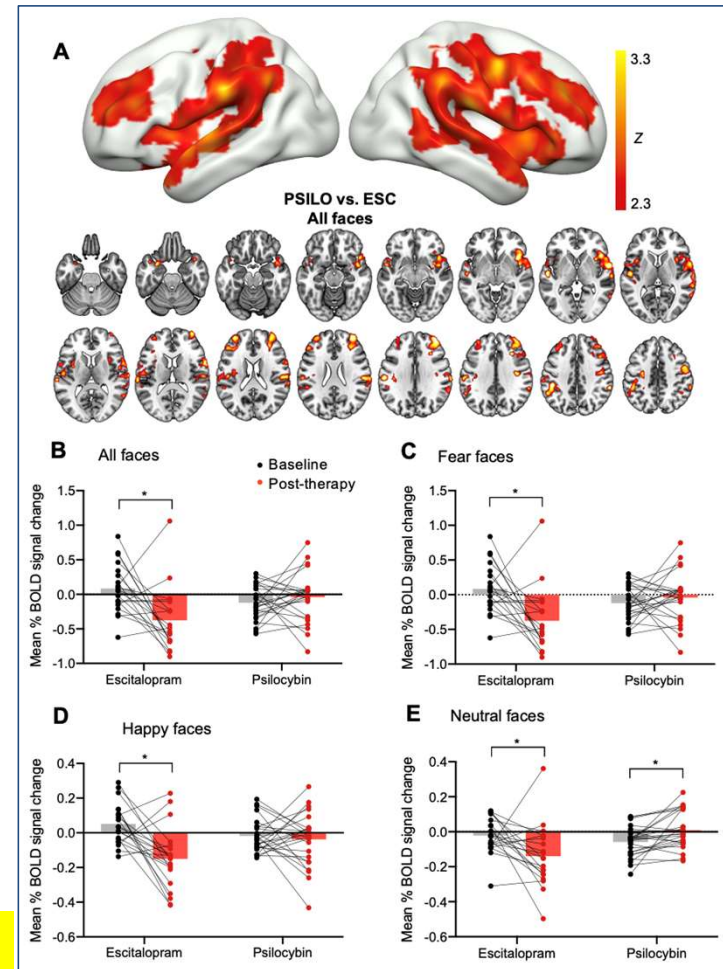 A
3.3
Z
2.3
PSILO vs. ESC
All faces
B All faces
Baseline
Post-therapy
Mean % BOLD signal change
1.5
1.0
0.5
0.0
-0.5
-1.0
*
Escitalopram Psilocybin
C Fear faces
Mean % BOLD signal change
1.5
1.0
0.5
0.0
-0.5
-1.0
*
Escitalopram Psilocybin
D Happy faces
Mean % BOLD signal change
0.4
0.2
0.0
-0.2
-0.4
-0.6
*
Escitalopram Psilocybin
E Neutral faces
Mean % BOLD signal change
0.4
0.2
0.0
-0.2
-0.4
-0.6
* *
Escitalopram Psilocybin